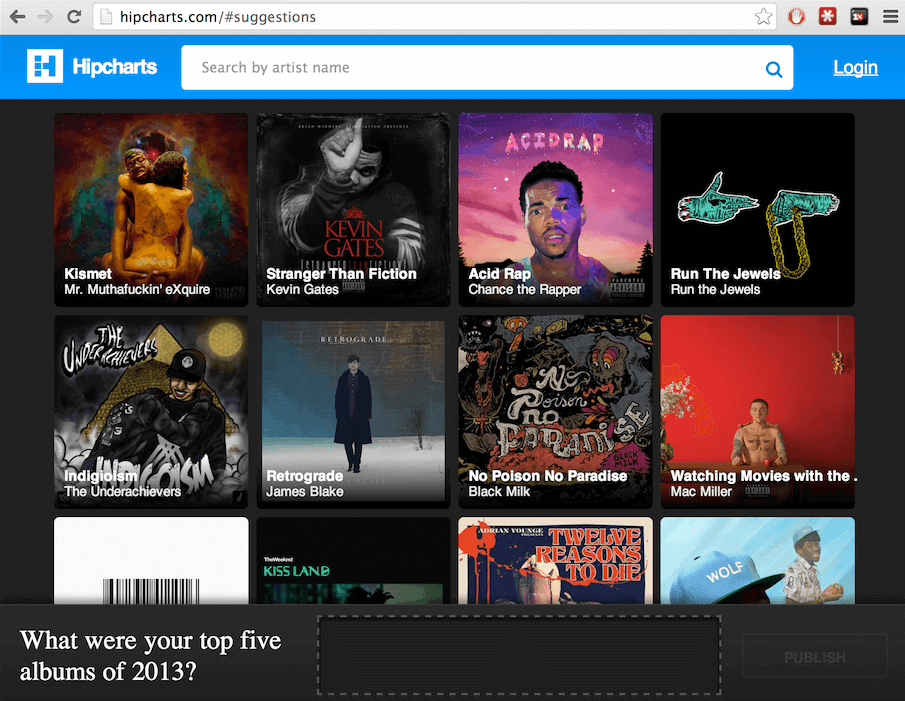 hipcharts.com/#suggestions
Hipcharts
Search by artist name
Login
ACIDRAP
KEVIN
GATES
Kismet
Mr. Muthafuckin' eXquire
Stranger Than Fiction
Kevin Gates
Acid Rap
Chance the Rapper
Run The Jewels
Run the Jewels
THE
UNDERACHIEVERS
RETROGRADE
No
Poison
no
PARADISE
BLACK
MILK
INDIGOISM
Indigoism
The Underachievers
Retrograde
James Blake
No Poison No Paradise
Black Milk
Watching Movies with the .
Mac Miller
TheWeeknd
KISS LAND
ADRIAN YOUNGE
PRESENTS
TWELVE
REASONS
TO DIE
WOLF
What were your top five
albums of 2013?
PUBLISH